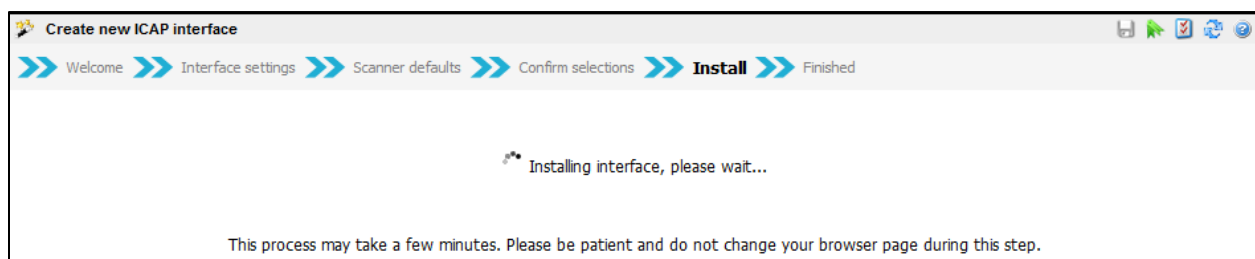 Create new ICAP interface
Welcome Interface settings Scanner defaults Confirm selections Install Finished
Installing interface, please wait...
This process may take a few minutes. Please be patient and do not change your browser page during this step.